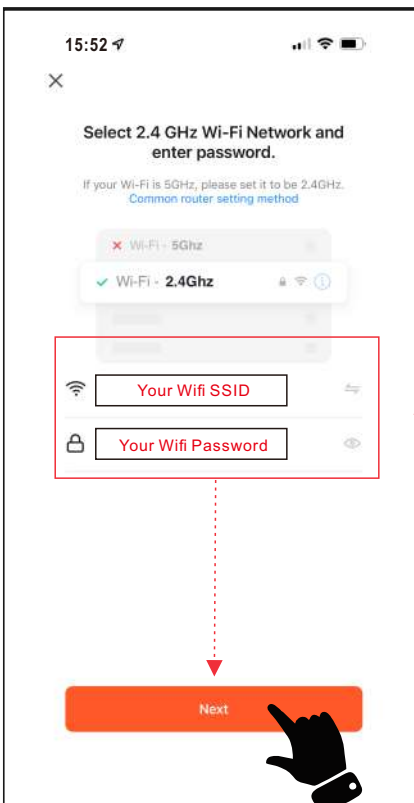 15:52
Select 2.4 GHz Wi-Fi Network and
enter password.
If your Wi-Fi is 5GHz, please set it to be 2.4GHz.
Common router setting method
Wi-Fi - 5Ghz
Wi-Fi - 2.4Ghz
Your Wifi SSID
Your Wifi Password
Next